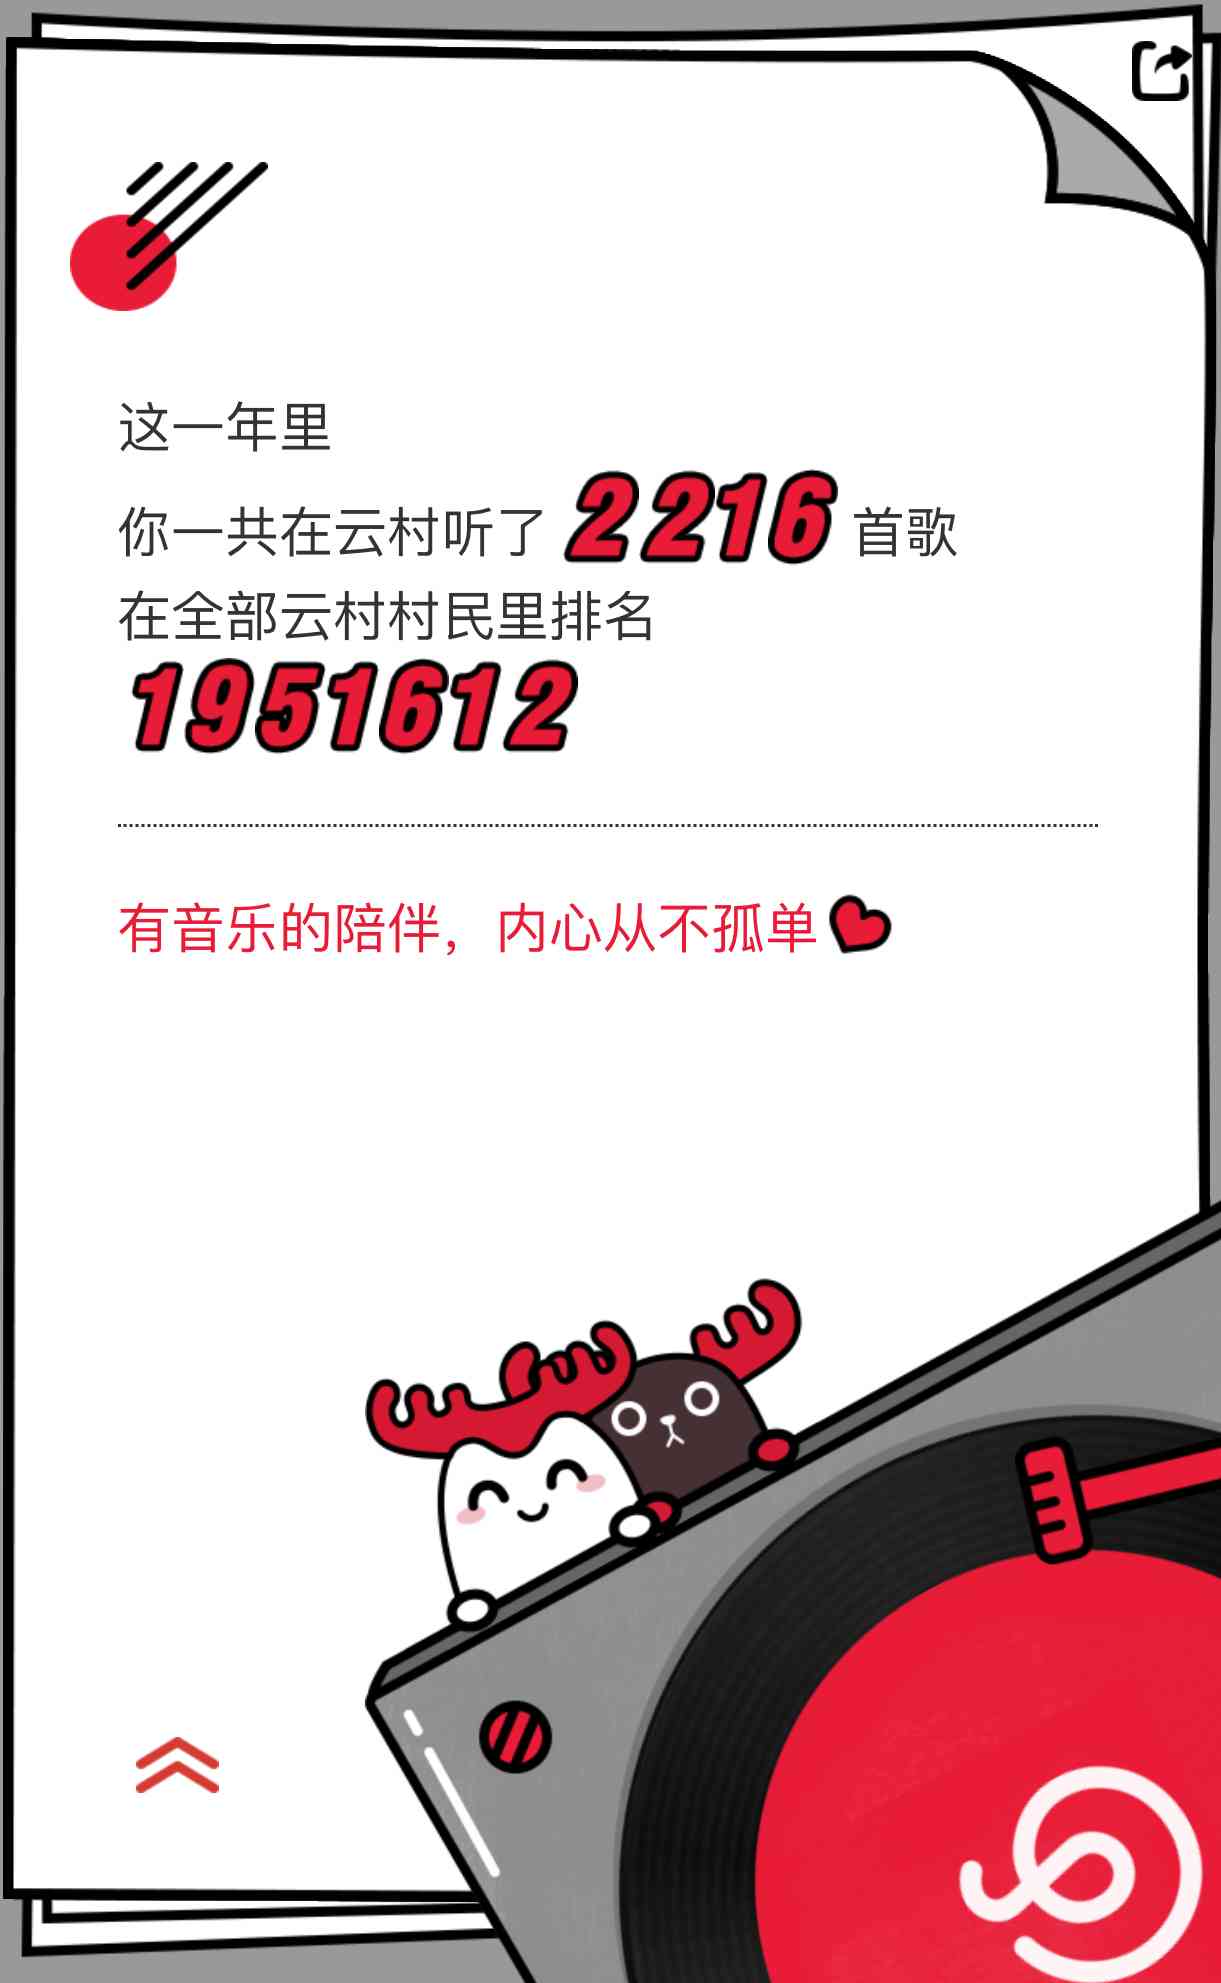 这一年里
你一共在云村听了 2216 首歌
在全部云村村民里排名
1951612
有音乐的陪伴，内心从不孤单